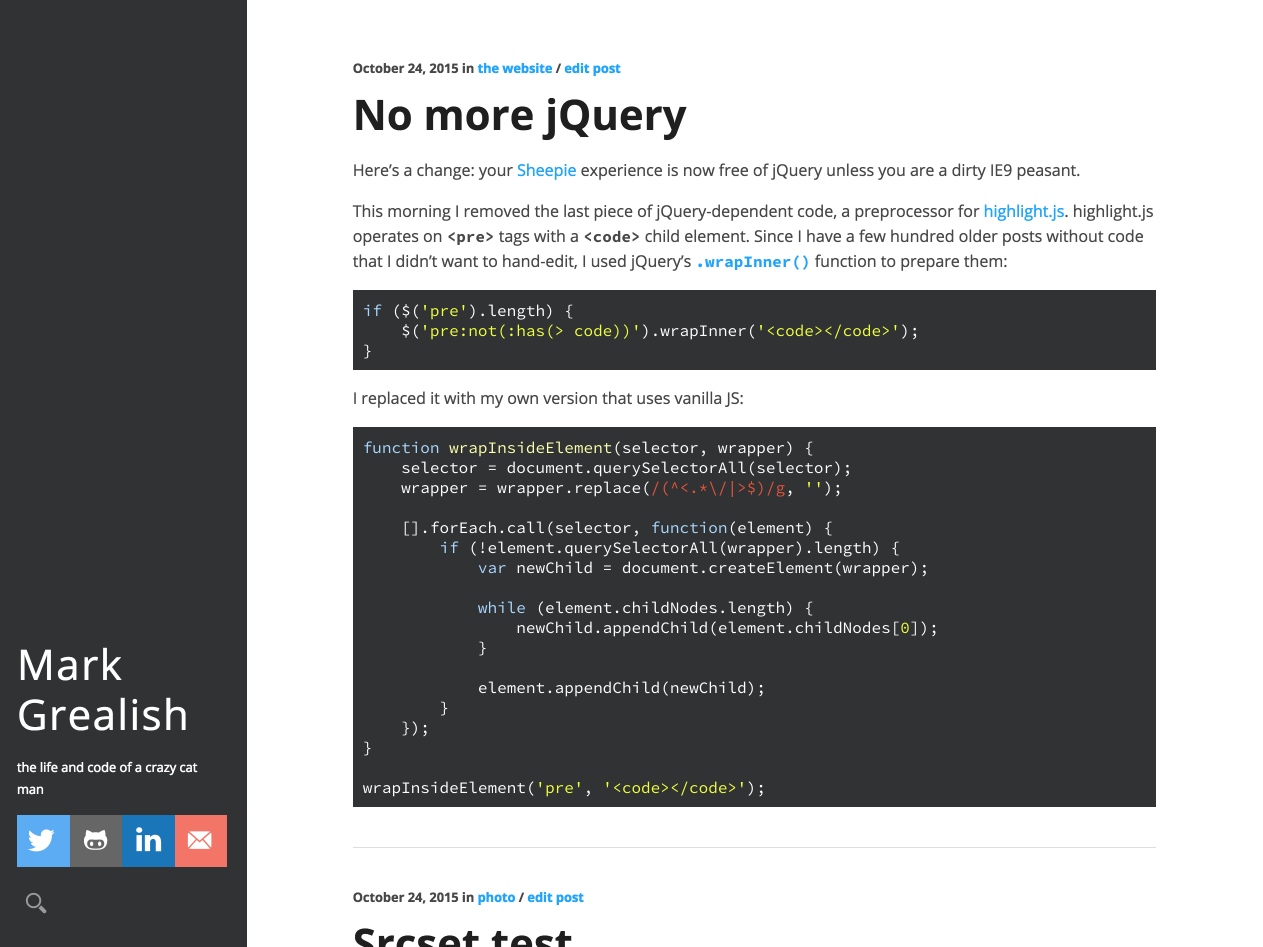 Mark
Grealish
the life and code of a crazy cat
man
October 24, 2015 in the website / edit post
No more jQuery
Here’s a change: your Sheepie experience is now free of jQuery unless you are a dirty IE9 peasant.
This morning I removed the last piece of jQuery-dependent code, a preprocessor for highlight.js. highlight.js
operates on <pre> tags with a <code> child element. Since I have a few hundred older posts without code
that I didn’t want to hand-edit, I used jQuery’s .wrapInner() function to prepare them:
if ($('pre').length) {
    $('pre:not(:has(> code))').wrapInner('<code></code>');
}
I replaced it with my own version that uses vanilla JS:
function wrapInsideElement(selector, wrapper) {
    selector = document.querySelectorAll(selector);
    wrapper = wrapper.replace(/(^<.*\/|>$)/g, '');
    [].forEach.call(selector, function(element) {
        if (!element.querySelectorAll(wrapper).length) {
            var newChild = document.createElement(wrapper);
            while (element.childNodes.length) {
                newChild.appendChild(element.childNodes[0]);
            }
            element.appendChild(newChild);
        }
    });
}
wrapInsideElement('pre', '<code></code>');
October 24, 2015 in photo / edit post
Srcset test